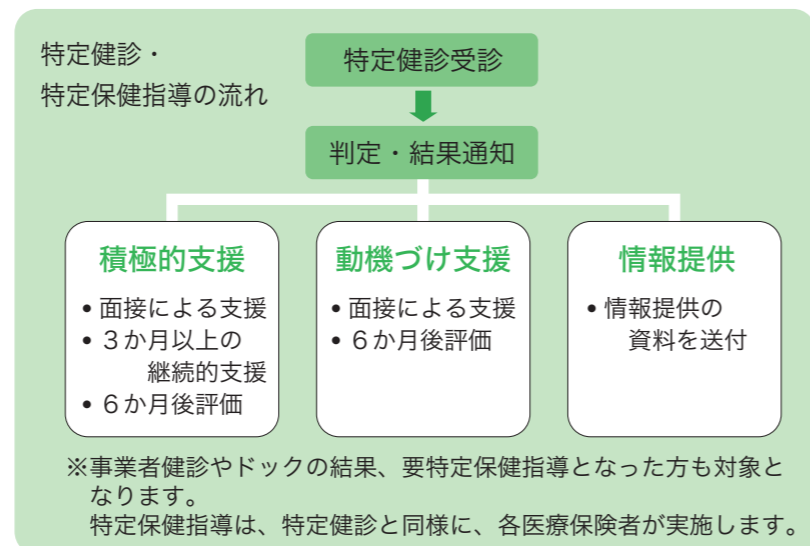 特定健診・
特定保健指導の流れ
特定健診受診
判定・結果通知
積極的支援
• 面接による支援
• ３か月以上の
継続的支援
• ６か月後評価
動機づけ支援
• 面接による支援
• ６か月後評価
情報提供
• 情報提供の
資料を送付
※事業者健診やドックの結果、要特定保健指導となった方も対象と
なります。
特定保健指導は、特定健診と同様に、各医療保険者が実施します。